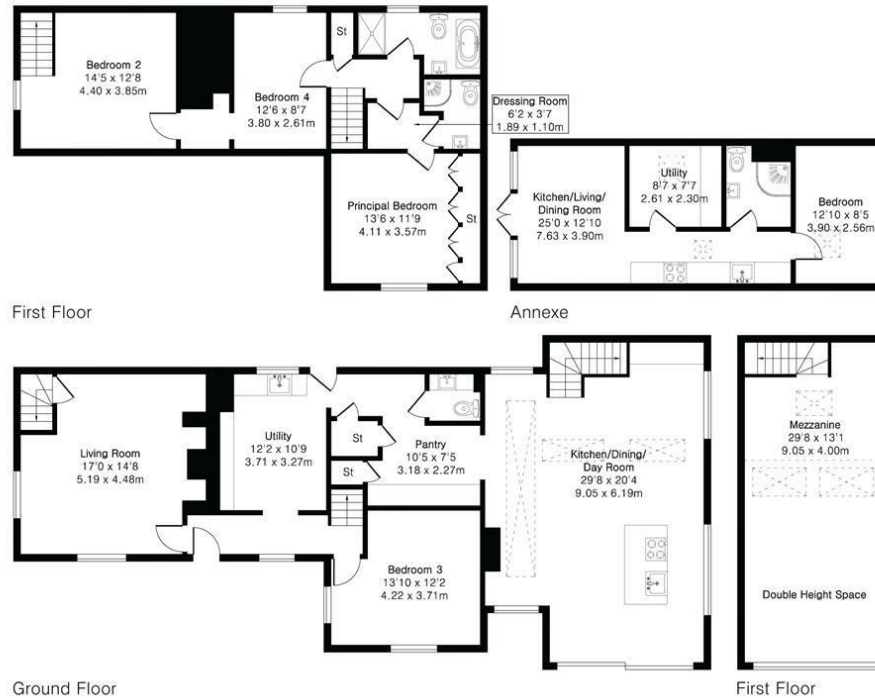 Bedroom 2
14'5 x 12'8
4.40 x 3.85m
Bedroom 4
12'6 x 8'7
3.80 x 2.61m
St
Dressing Room
6'2 x 3'7
1.89 x 1.10m
Principal Bedroom
13'6 x 11'9
4.11 x 3.57m
St
First Floor
Kitchen/Living/
Dining Room
25'0 x 12'10
7.63 x 3.90m
Utility
8'7 x 7'7
2.61 x 2.30m
Bedroom
12'10 x 8'5
3.90 x 2.56m
Annexe
Living Room
17'0 x 14'8
5.19 x 4.48m
Utility
12'2 x 10'9
3.71 x 3.27m
St
St
Pantry
10'5 x 7'5
3.18 x 2.27m
Bedroom 3
13'10 x 12'2
4.22 x 3.71m
Kitchen/Dining/
Day Room
29'8 x 20'4
9.05 x 6.19m
Ground Floor
Mezzanine
29'8 x 13'1
9.05 x 4.00m
Double Height Space
First Floor